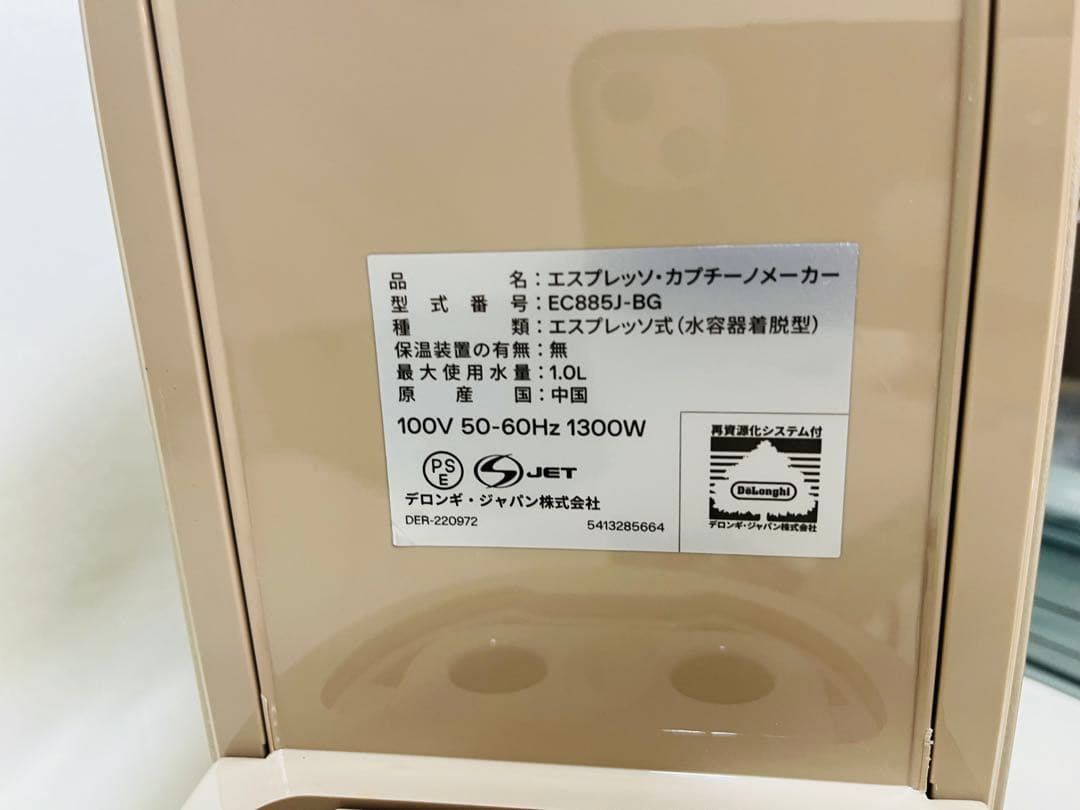 品名：エスプレッソ・カプチーノメーカー
型式番号：EC885J-BG
種類：エスプレッソ式（水容器着脱型）
保温装置の有無：無
最大使用水量：1.0L
原産国：中国
100V 50-60Hz 1300W
PS E S JET
デロンギ・ジャパン株式会社
DER-220972 5413285664
再資源化システム付
DeLonghi
デロンギ・ジャパン株式会社